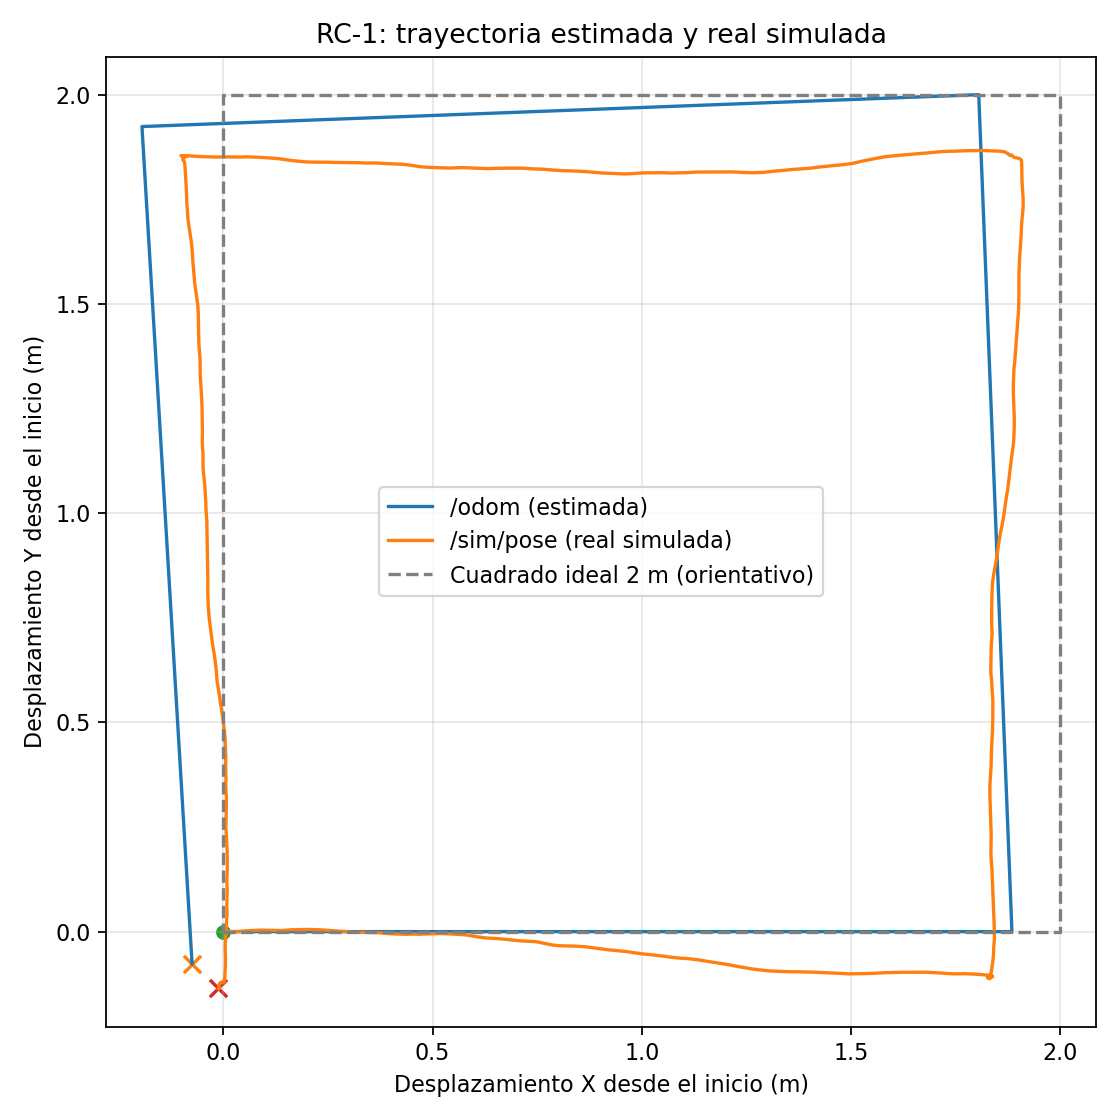 RC-1: trayectoria estimada y real simulada
Desplazamiento Y desde el inicio (m)
2.0
1.5
1.0
0.5
0.0
/odom (estimada)
/sim/pose (real simulada)
Cuadrado ideal 2 m (orientativo)
0.0 0.5 1.0 1.5 2.0
Desplazamiento X desde el inicio (m)